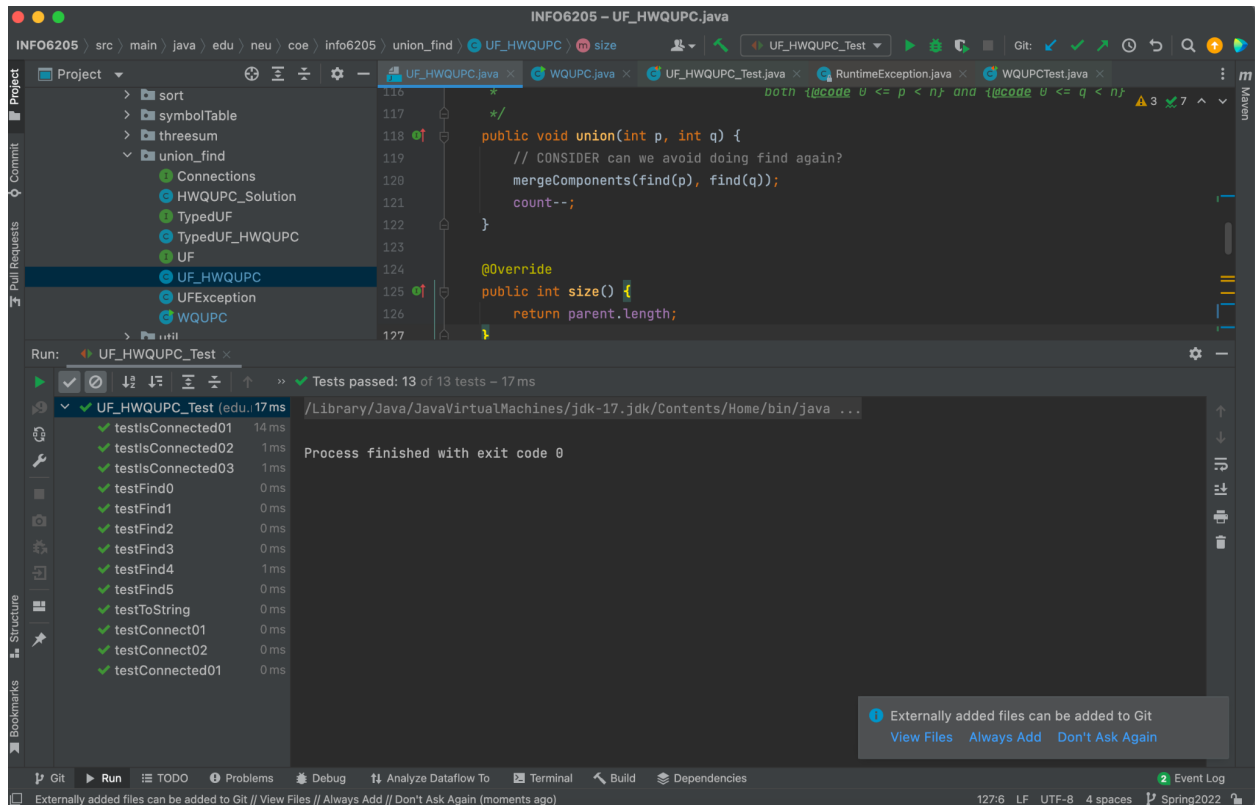 INFO6205 – UF_HWQUPC.java
INFO6205 〉 src 〉 main 〉 java 〉 edu 〉 neu 〉 coe 〉 info6205 〉 union_find 〉 UF_HWQUPC 〉 size UF_HWQUPC_Test Git:
Project UF_HWQUPC.java WQUPC.java UF_HWQUPC_Test.java RuntimeException.java WQUPCTest.java
Project
Commit
Pull Requests
Structure
Bookmarks
Maven
sort
symbolTable
threesum
union_find
Connections
HWQUPC_Solution
TypedUF
TypedUF_HWQUPC
UF
UF_HWQUPC
UFException
WQUPC
util
3 7
116 * both {@code 0 <= p < n} and {@code 0 <= q < n}
117 */
118 public void union(int p, int q) {
119 // CONSIDER can we avoid doing find again?
120 mergeComponents(find(p), find(q));
121 count--;
122 }
123
124 @Override
125 public int size() {
126 return parent.length;
127 }
Run: UF_HWQUPC_Test
Tests passed: 13 of 13 tests – 17 ms
UF_HWQUPC_Test (edu. 17 ms
testIsConnected01 14 ms
testIsConnected02 1 ms
testIsConnected03 1 ms
testFind0 0 ms
testFind1 0 ms
testFind2 0 ms
testFind3 0 ms
testFind4 1 ms
testFind5 0 ms
testToString 0 ms
testConnect01 0 ms
testConnect02 0 ms
testConnected01 0 ms
/Library/Java/JavaVirtualMachines/jdk-17.jdk/Contents/Home/bin/java ...
Process finished with exit code 0
Externally added files can be added to Git
View Files Always Add Don't Ask Again
Git Run TODO Problems Debug Analyze Dataflow To Terminal Build Dependencies 2 Event Log
Externally added files can be added to Git // View Files // Always Add // Don't Ask Again (moments ago) 127:6 LF UTF-8 4 spaces Spring2022